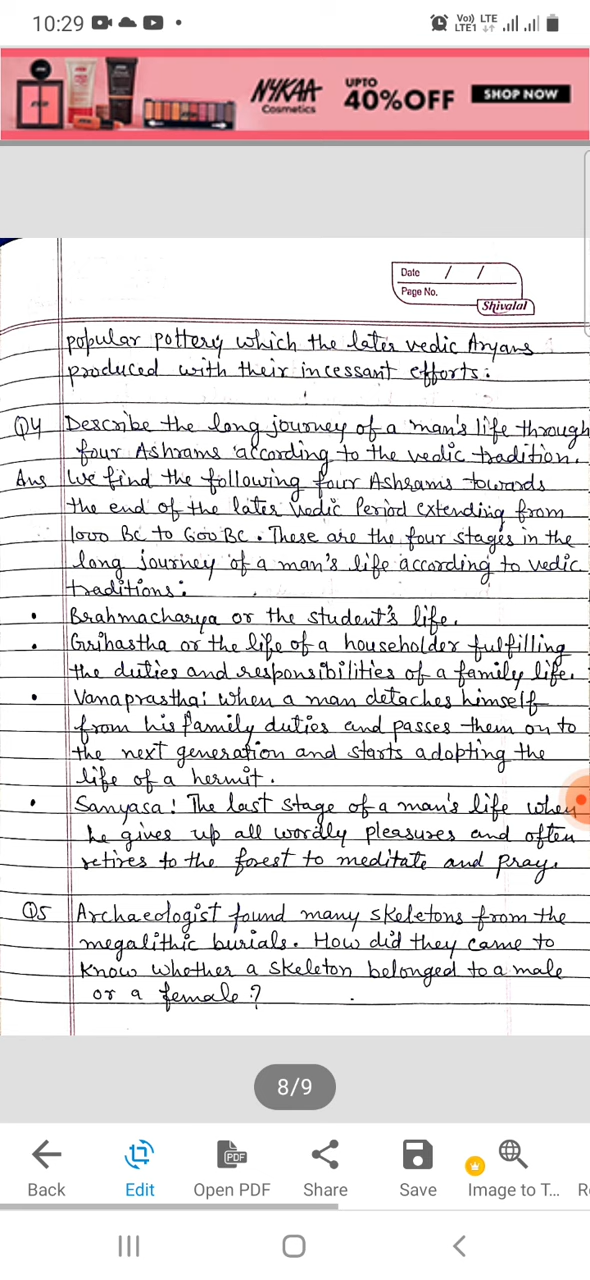 10:29
Vo)) LTE
LTE1
NYKAA
Cosmetics
UPTO
40%OFF
SHOP NOW
Date / /
Page No.
Shivalal
popular pottery which the later vedic Aryans
produced with their incessant efforts.
Q4 Describe the long journey of a man's life through
four Ashrams according to the vedic tradition.
Ans We find the following four Ashrams towards
the end of the later Vedic Period extending from
1000 BC to 600 BC. These are the four stages in the
long journey of a man's life according to vedic
traditions:
• Brahmacharya or the student's life.
• Grihastha or the life of a householder fulfilling
the duties and responsibilities of a family life.
• Vanaprastha: when a man detaches himself
from his family duties and passes them on to
the next generation and starts adopting the
life of a hermit.
• Sanyasa: The last stage of a man's life when
he gives up all wordly pleasures and often
retires to the forest to meditate and pray.
Q5 Archaeologist found many skeletons from the
megalithic burials. How did they came to
know whether a skeleton belonged to a male
or a female?
8/9
PDF
Back
Edit
Open PDF
Share
Save
Image to T...
R